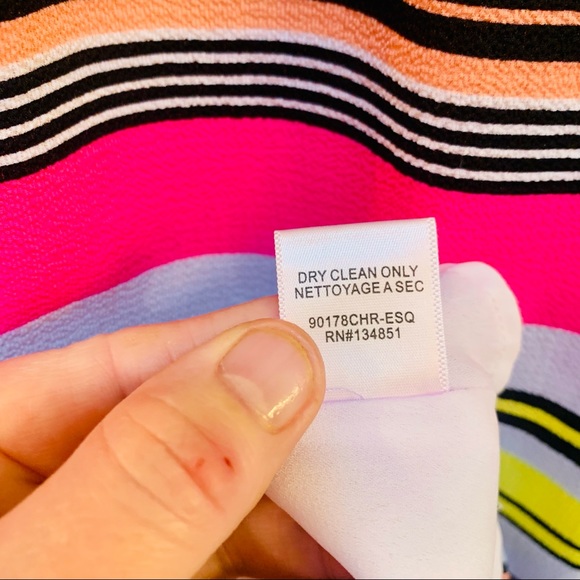 DRY CLEAN ONLY
NETTOYAGE A SEC
90178CHR-ESQ
RN#134851